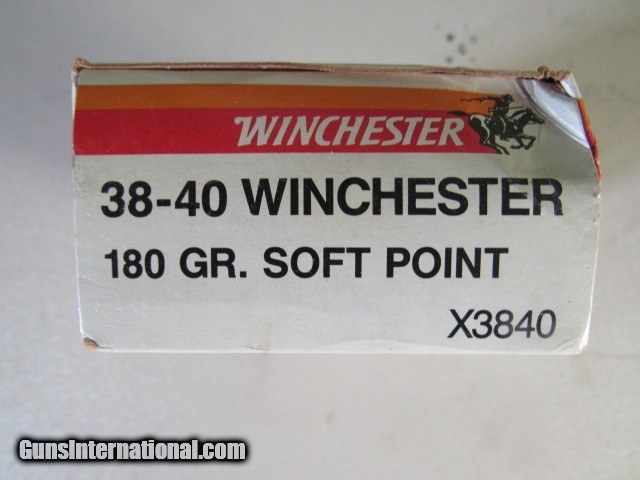 WINCHESTER
38-40 WINCHESTER
180 GR. SOFT POINT
X3840
GunsInternational.com